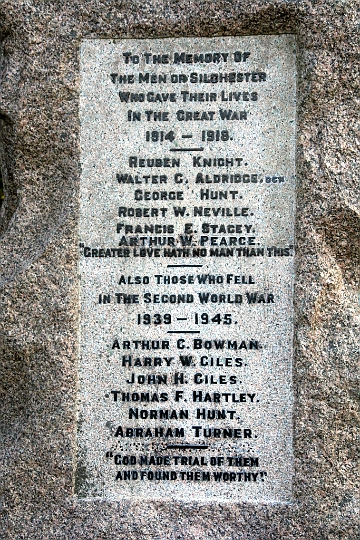 TO THE MEMORY OF
THE MEN OF SILCHESTER
WHO GAVE THEIR LIVES
IN THE GREAT WAR
1914 – 1918.
REUBEN KNIGHT.
WALTER C. ALDRIDGE, DCM
GEORGE HUNT.
ROBERT W. NEVILLE.
FRANCIS E. STACEY.
ARTHUR W. PEARCE.
"GREATER LOVE HATH NO MAN THAN THIS"
ALSO THOSE WHO FELL
IN THE SECOND WORLD WAR
1939 – 1945.
ARTHUR C. BOWMAN.
HARRY W. GILES.
JOHN H. GILES.
THOMAS F. HARTLEY.
NORMAN HUNT.
ABRAHAM TURNER.
"GOD MADE TRIAL OF THEM
AND FOUND THEM WORTHY"